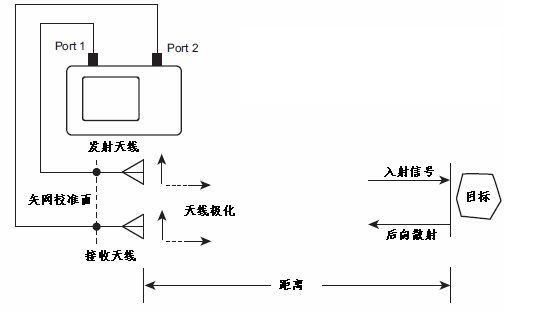 Port 1
Port 2
发射天线
矢网校准面
天线极化
接收天线
入射信号
后向散射
目标
距离